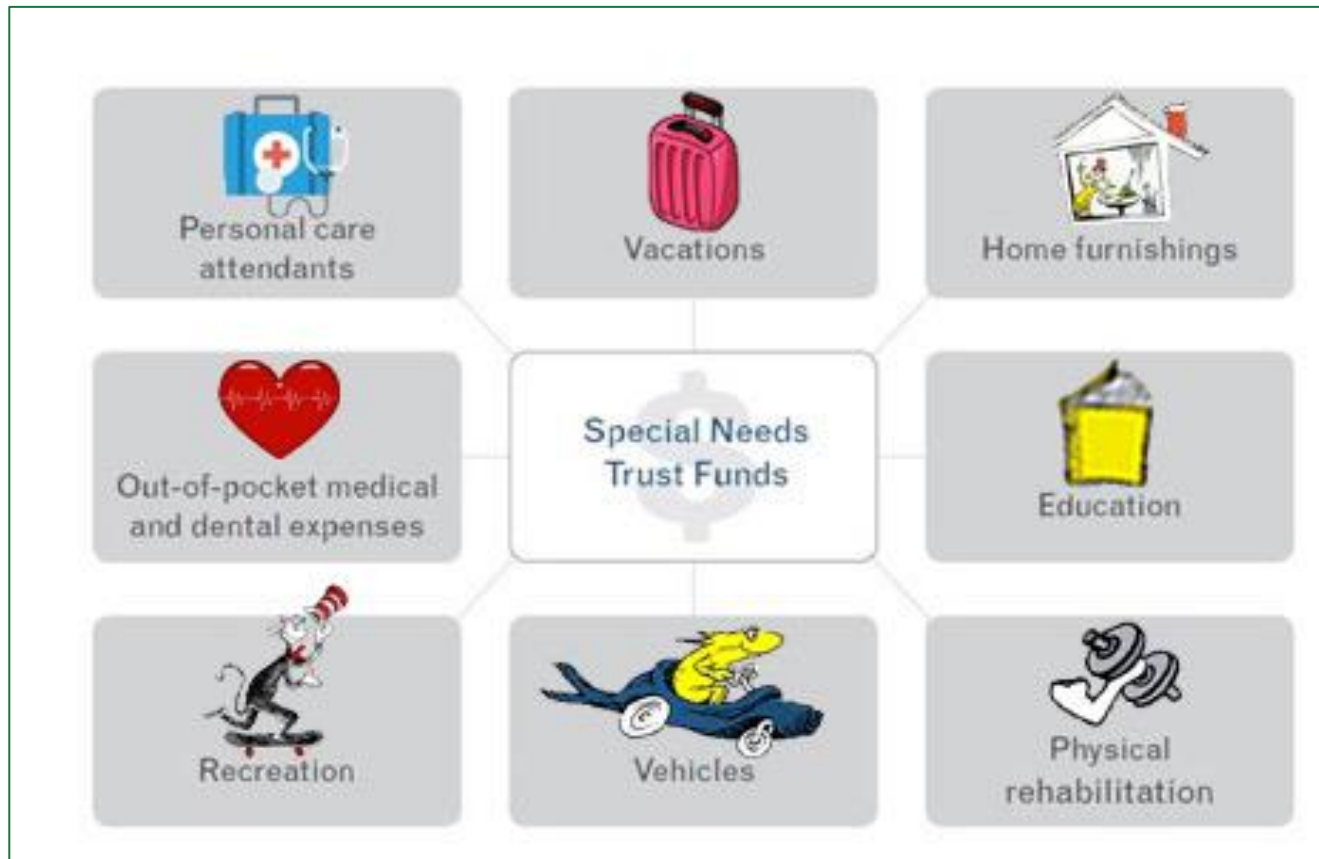 Personal care
attendants
Vacations
Home furnishings
Out-of-pocket medical
and dental expenses
$
Special Needs
Trust Funds
Education
Recreation
Vehicles
Physical
rehabilitation